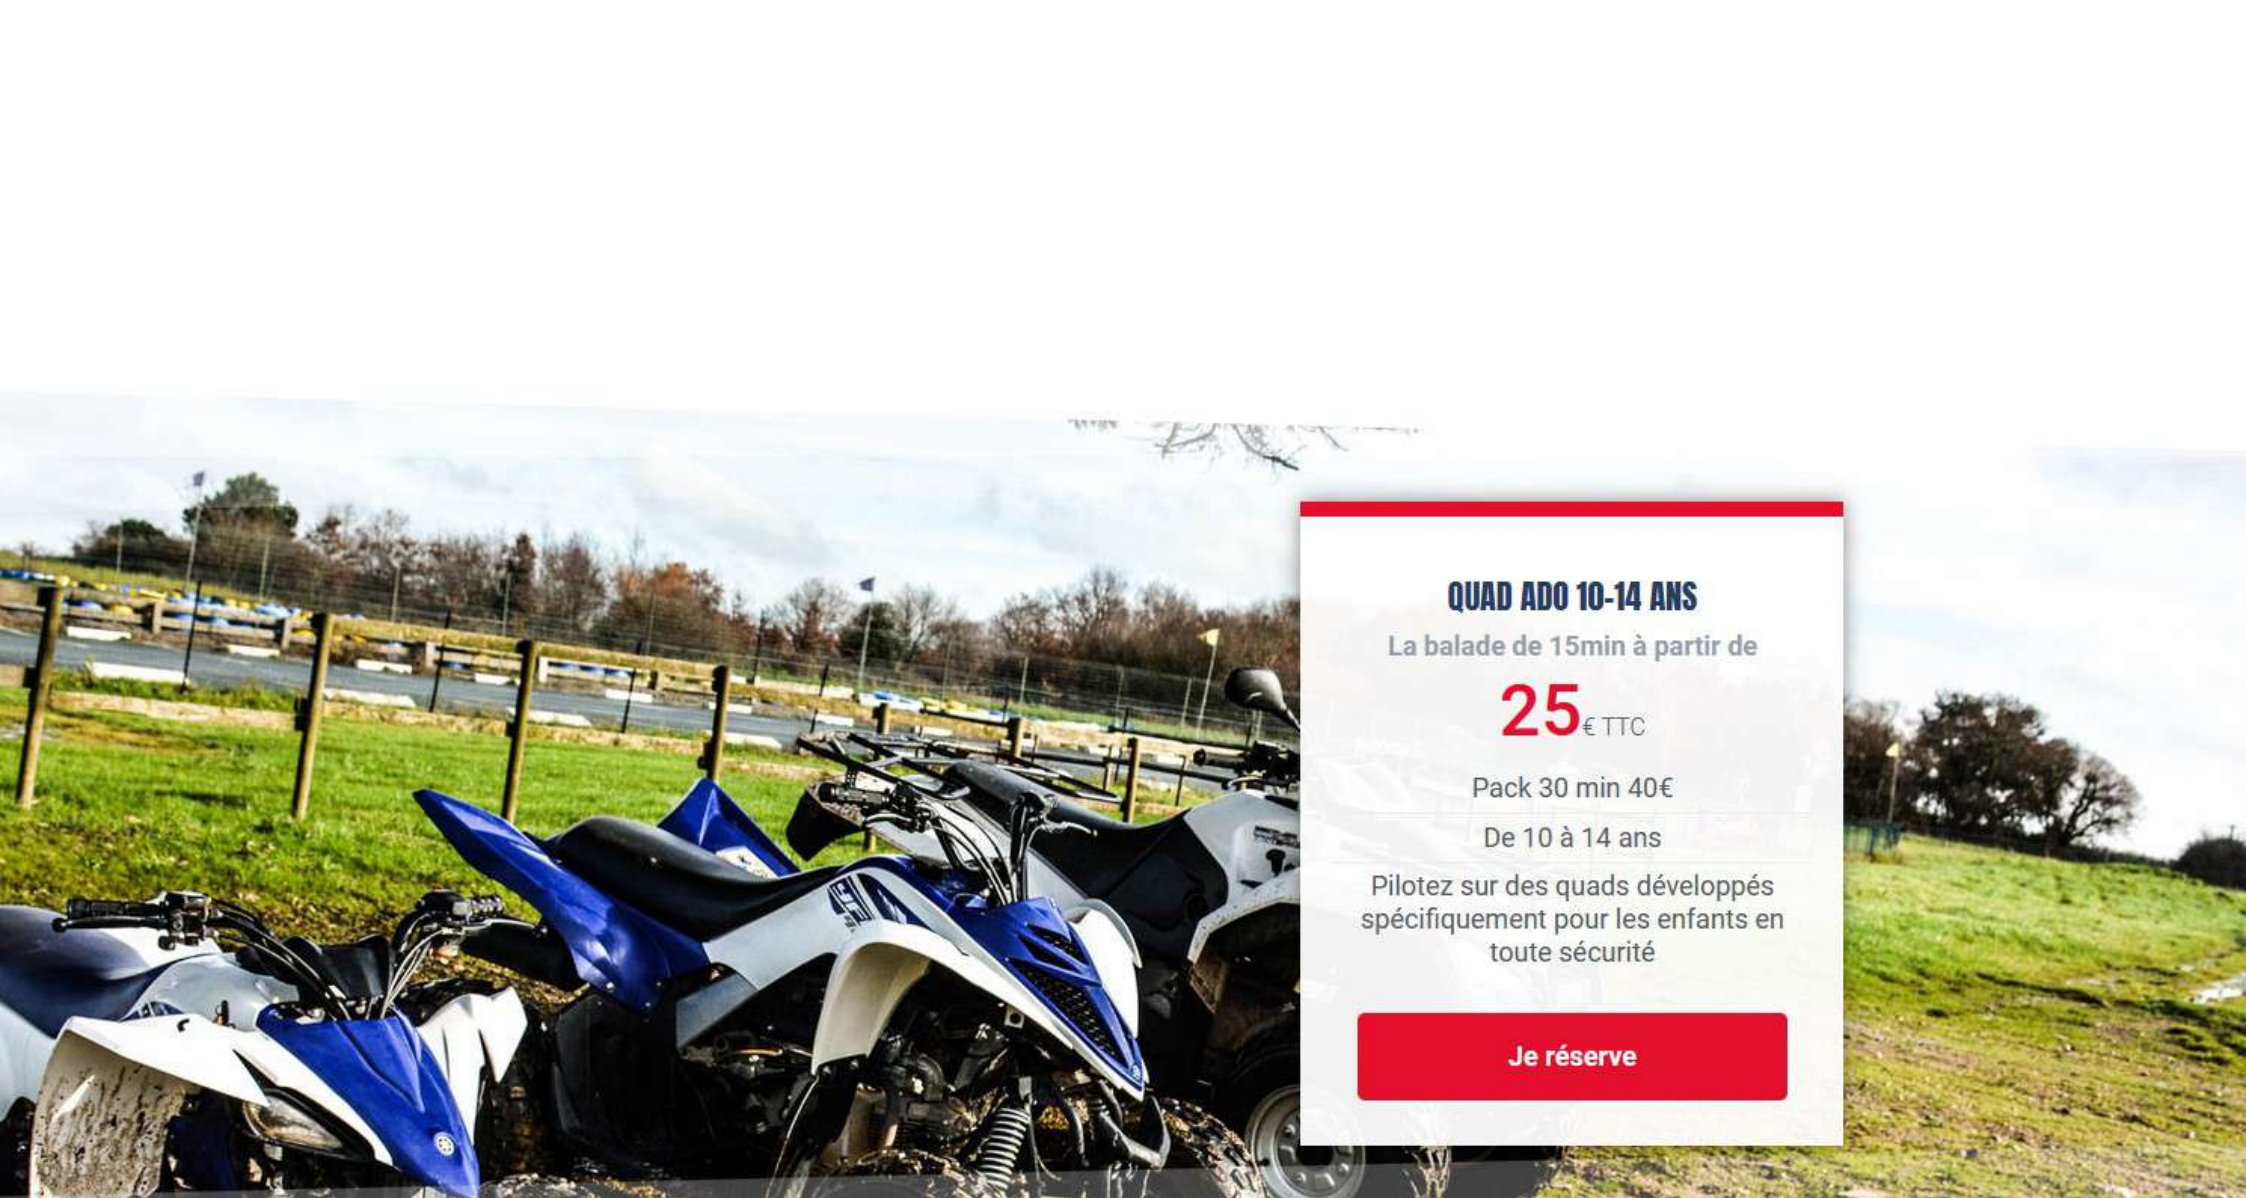 QUAD ADO 10-14 ANS
La balade de 15min à partir de
25€ TTC
Pack 30 min 40€
De 10 à 14 ans
Pilotez sur des quads développés
spécifiquement pour les enfants en
toute sécurité
Je réserve